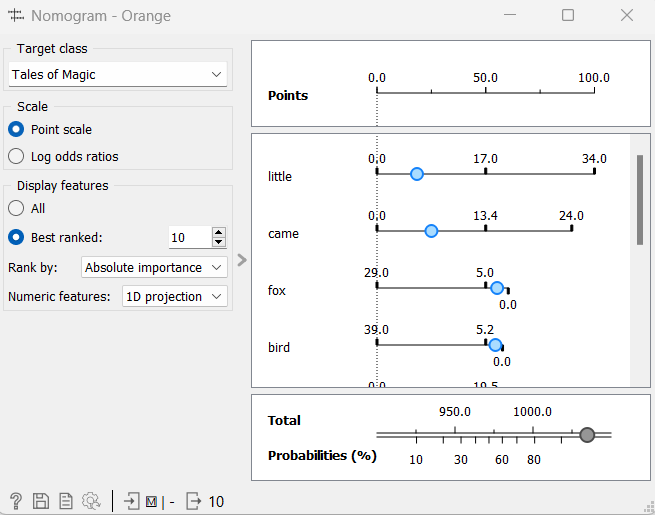 Nomogram - Orange
Target class
Tales of Magic
Scale
Point scale
Log odds ratios
Display features
All
Best ranked: 10
Rank by: Absolute importance
Numeric features: 1D projection
0.0 50.0 100.0
Points
0.0 17.0 34.0
little
0.0 13.4 24.0
came
29.0 5.0
fox
0.0
39.0 5.2
bird
0.0
950.0 1000.0
Total
Probabilities (%)
10 30 60 80
? M | - 10